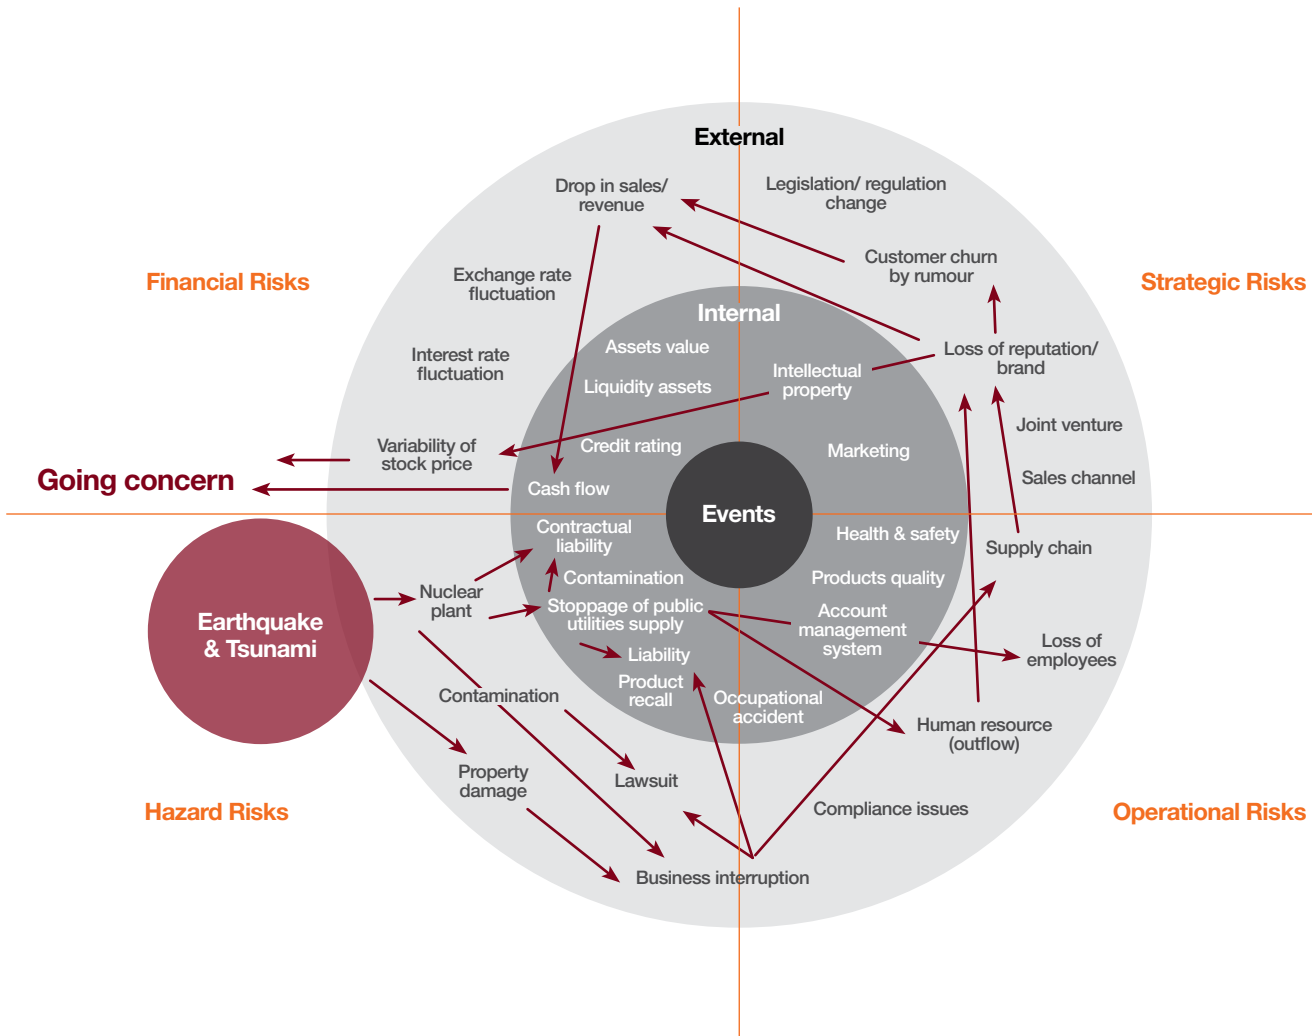 External
Drop in sales/
revenue
Legislation/ regulation
change
Customer churn
by rumour
Exchange rate
fluctuation
Financial Risks
Strategic Risks
Internal
Assets value
Loss of reputation/
brand
Interest rate
fluctuation
Intellectual
property
Liquidity assets
Joint venture
Variability of
stock price
Credit rating
Marketing
Sales channel
Going concern
Cash flow
Events
Contractual
liability
Health & safety
Supply chain
Contamination
Products quality
Nuclear
plant
Stoppage of public
utilities supply
Account
management
system
Earthquake
& Tsunami
Loss of
employees
Liability
Product
recall
Contamination
Occupational
accident
Human resource
(outflow)
Property
damage
Lawsuit
Compliance issues
Hazard Risks
Operational Risks
Business interruption